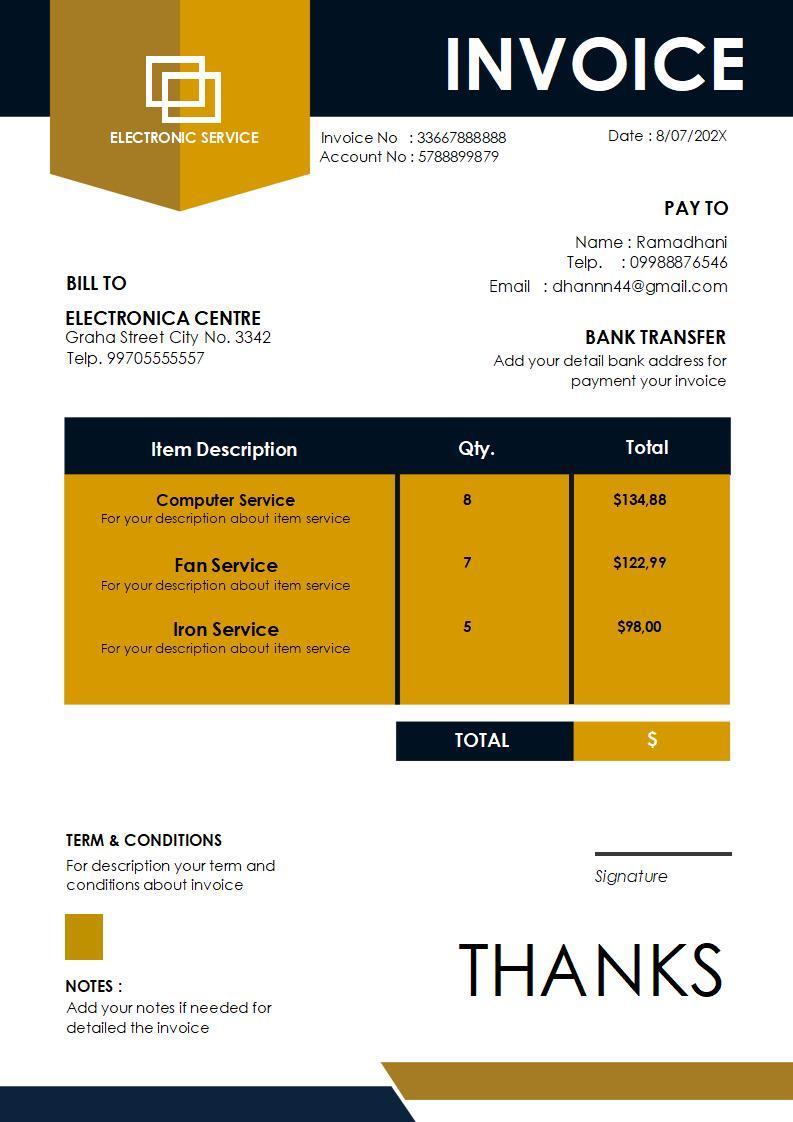 INVOICE
ELECTRONIC SERVICE
Invoice No : 33667888888
Account No : 5788899879
Date : 8/07/202X
PAY TO
Name : Ramadhani
Telp. : 09988876546
Email : dhannn44@gmail.com
BILL TO
ELECTRONICA CENTRE
Graha Street City No. 3342
Telp. 99705555557
BANK TRANSFER
Add your detail bank address for
payment your invoice
Item Description Qty. Total
Computer Service 8 $134,88
For your description about item service
Fan Service 7 $122,99
For your description about item service
Iron Service 5 $98,00
For your description about item service
TOTAL $
TERM & CONDITIONS
For description your term and
conditions about invoice
Signature
THANKS
NOTES :
Add your notes if needed for
detailed the invoice